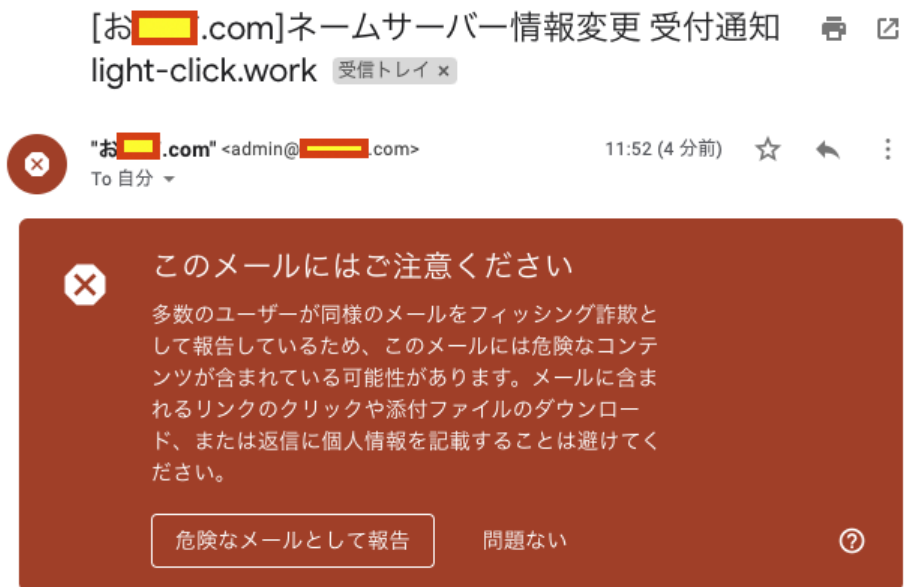 [お.com]ネームサーバー情報変更 受付通知
light-click.work 受信トレイ ×
"お.com" <admin@.com> 11:52 (4 分前)
To 自分
このメールにはご注意ください
多数のユーザーが同様のメールをフィッシング詐欺と
して報告しているため、このメールには危険なコンテ
ンツが含まれている可能性があります。メールに含ま
れるリンクのクリックや添付ファイルのダウンロー
ド、または返信に個人情報を記載することは避けてく
ださい。
危険なメールとして報告 問題ない